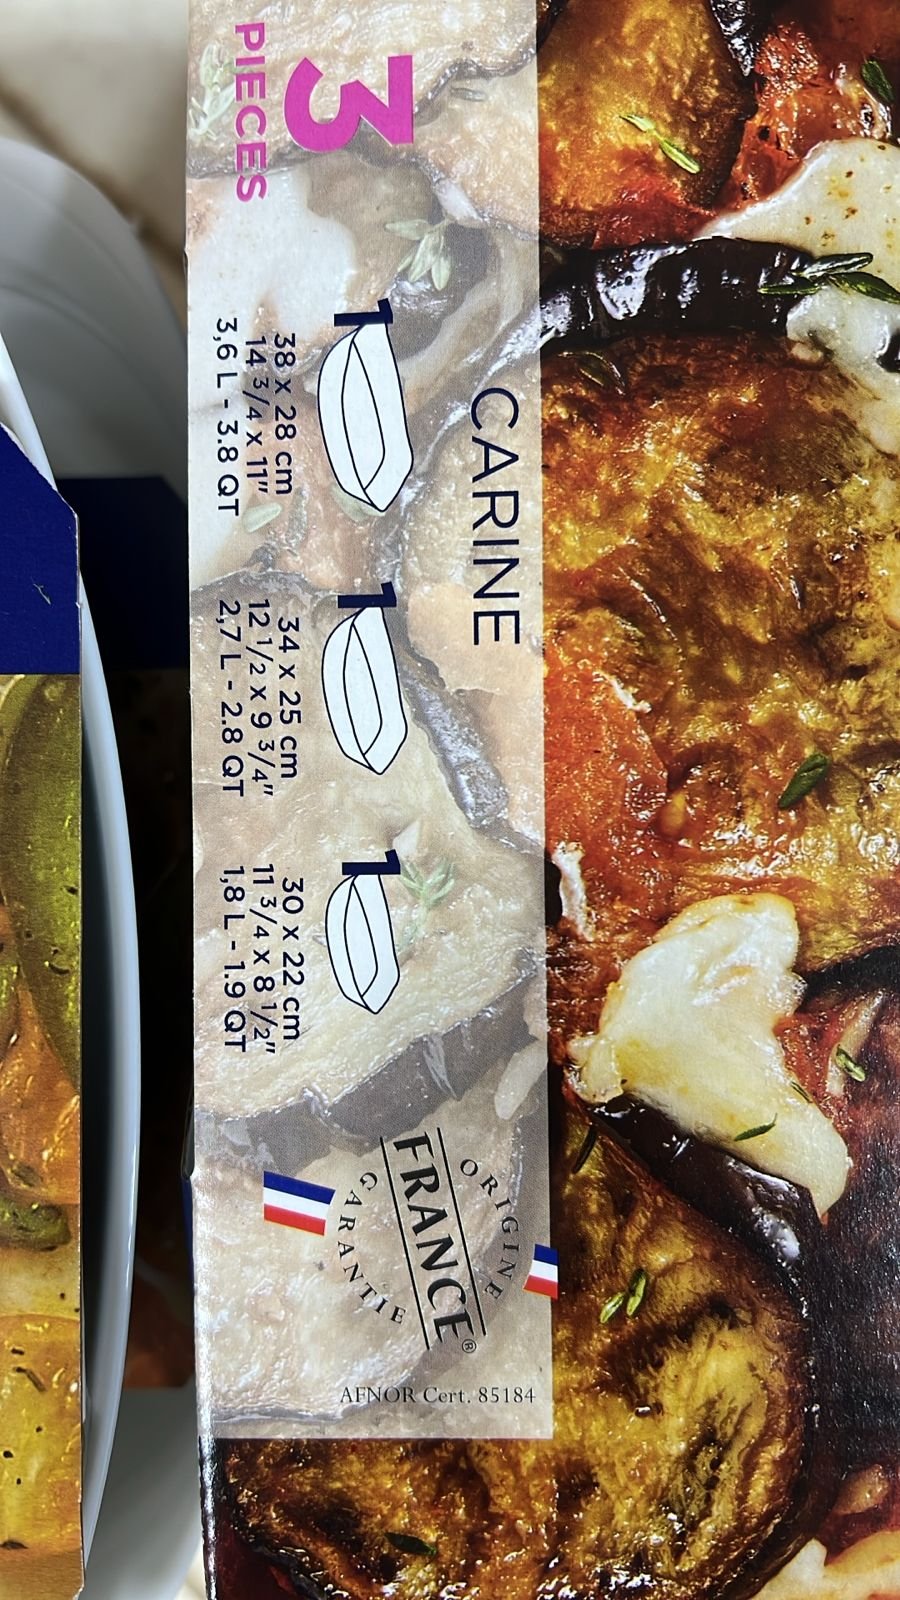 3
PIECES
CARINE
1
38 x 28 cm
14 3/4 x 11"
3,6 L - 3.8 QT
1
34 x 25 cm
12 1/2 x 9 3/4"
2,7 L - 2.8 QT
1
30 x 22 cm
11 3/4 x 8 1/2"
1,8 L - 1.9 QT
ORIGINE
FRANCE®
GARANTIE
AFNOR Cert. 85184